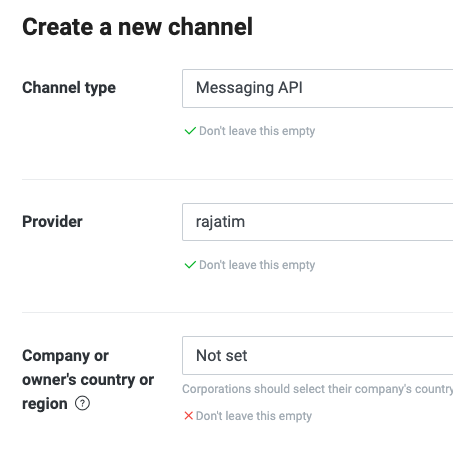 Create a new channel
Channel type
Messaging API
Don't leave this empty
Provider
rajatim
Don't leave this empty
Company or
owner's country or
region ?
Not set
Corporations should select their company's country
Don't leave this empty